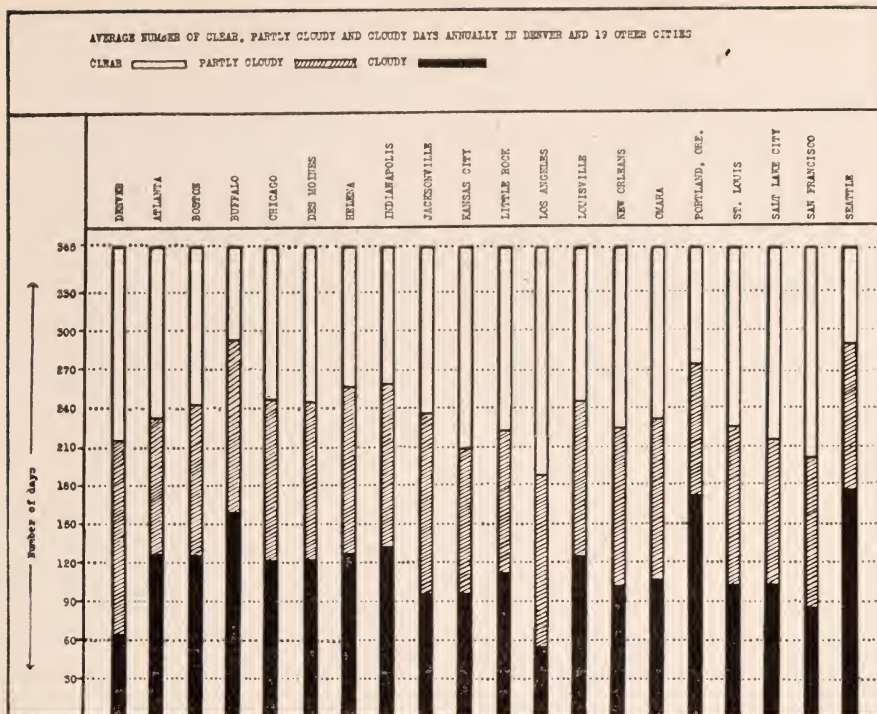 AVERAGE NUMBER OF CLEAR, PARTLY CLOUDY AND CLOUDY DAYS ANNUALLY IN DENVER AND 19 OTHER CITIES
CLEAR PARTLY CLOUDY CLOUDY
DENVER
ATLANTA
BOSTON
BUFFALO
CHICAGO
DES MOINES
HELENA
INDIANAPOLIS
JACKSONVILLE
KANSAS CITY
LITTLE ROCK
LOS ANGELES
LOUISVILLE
NEW ORLEANS
OMAHA
PORTLAND, ORE.
ST. LOUIS
SALT LAKE CITY
SAN FRANCISCO
SEATTLE
Number of days
365
330
300
270
240
210
180
150
120
90
60
30